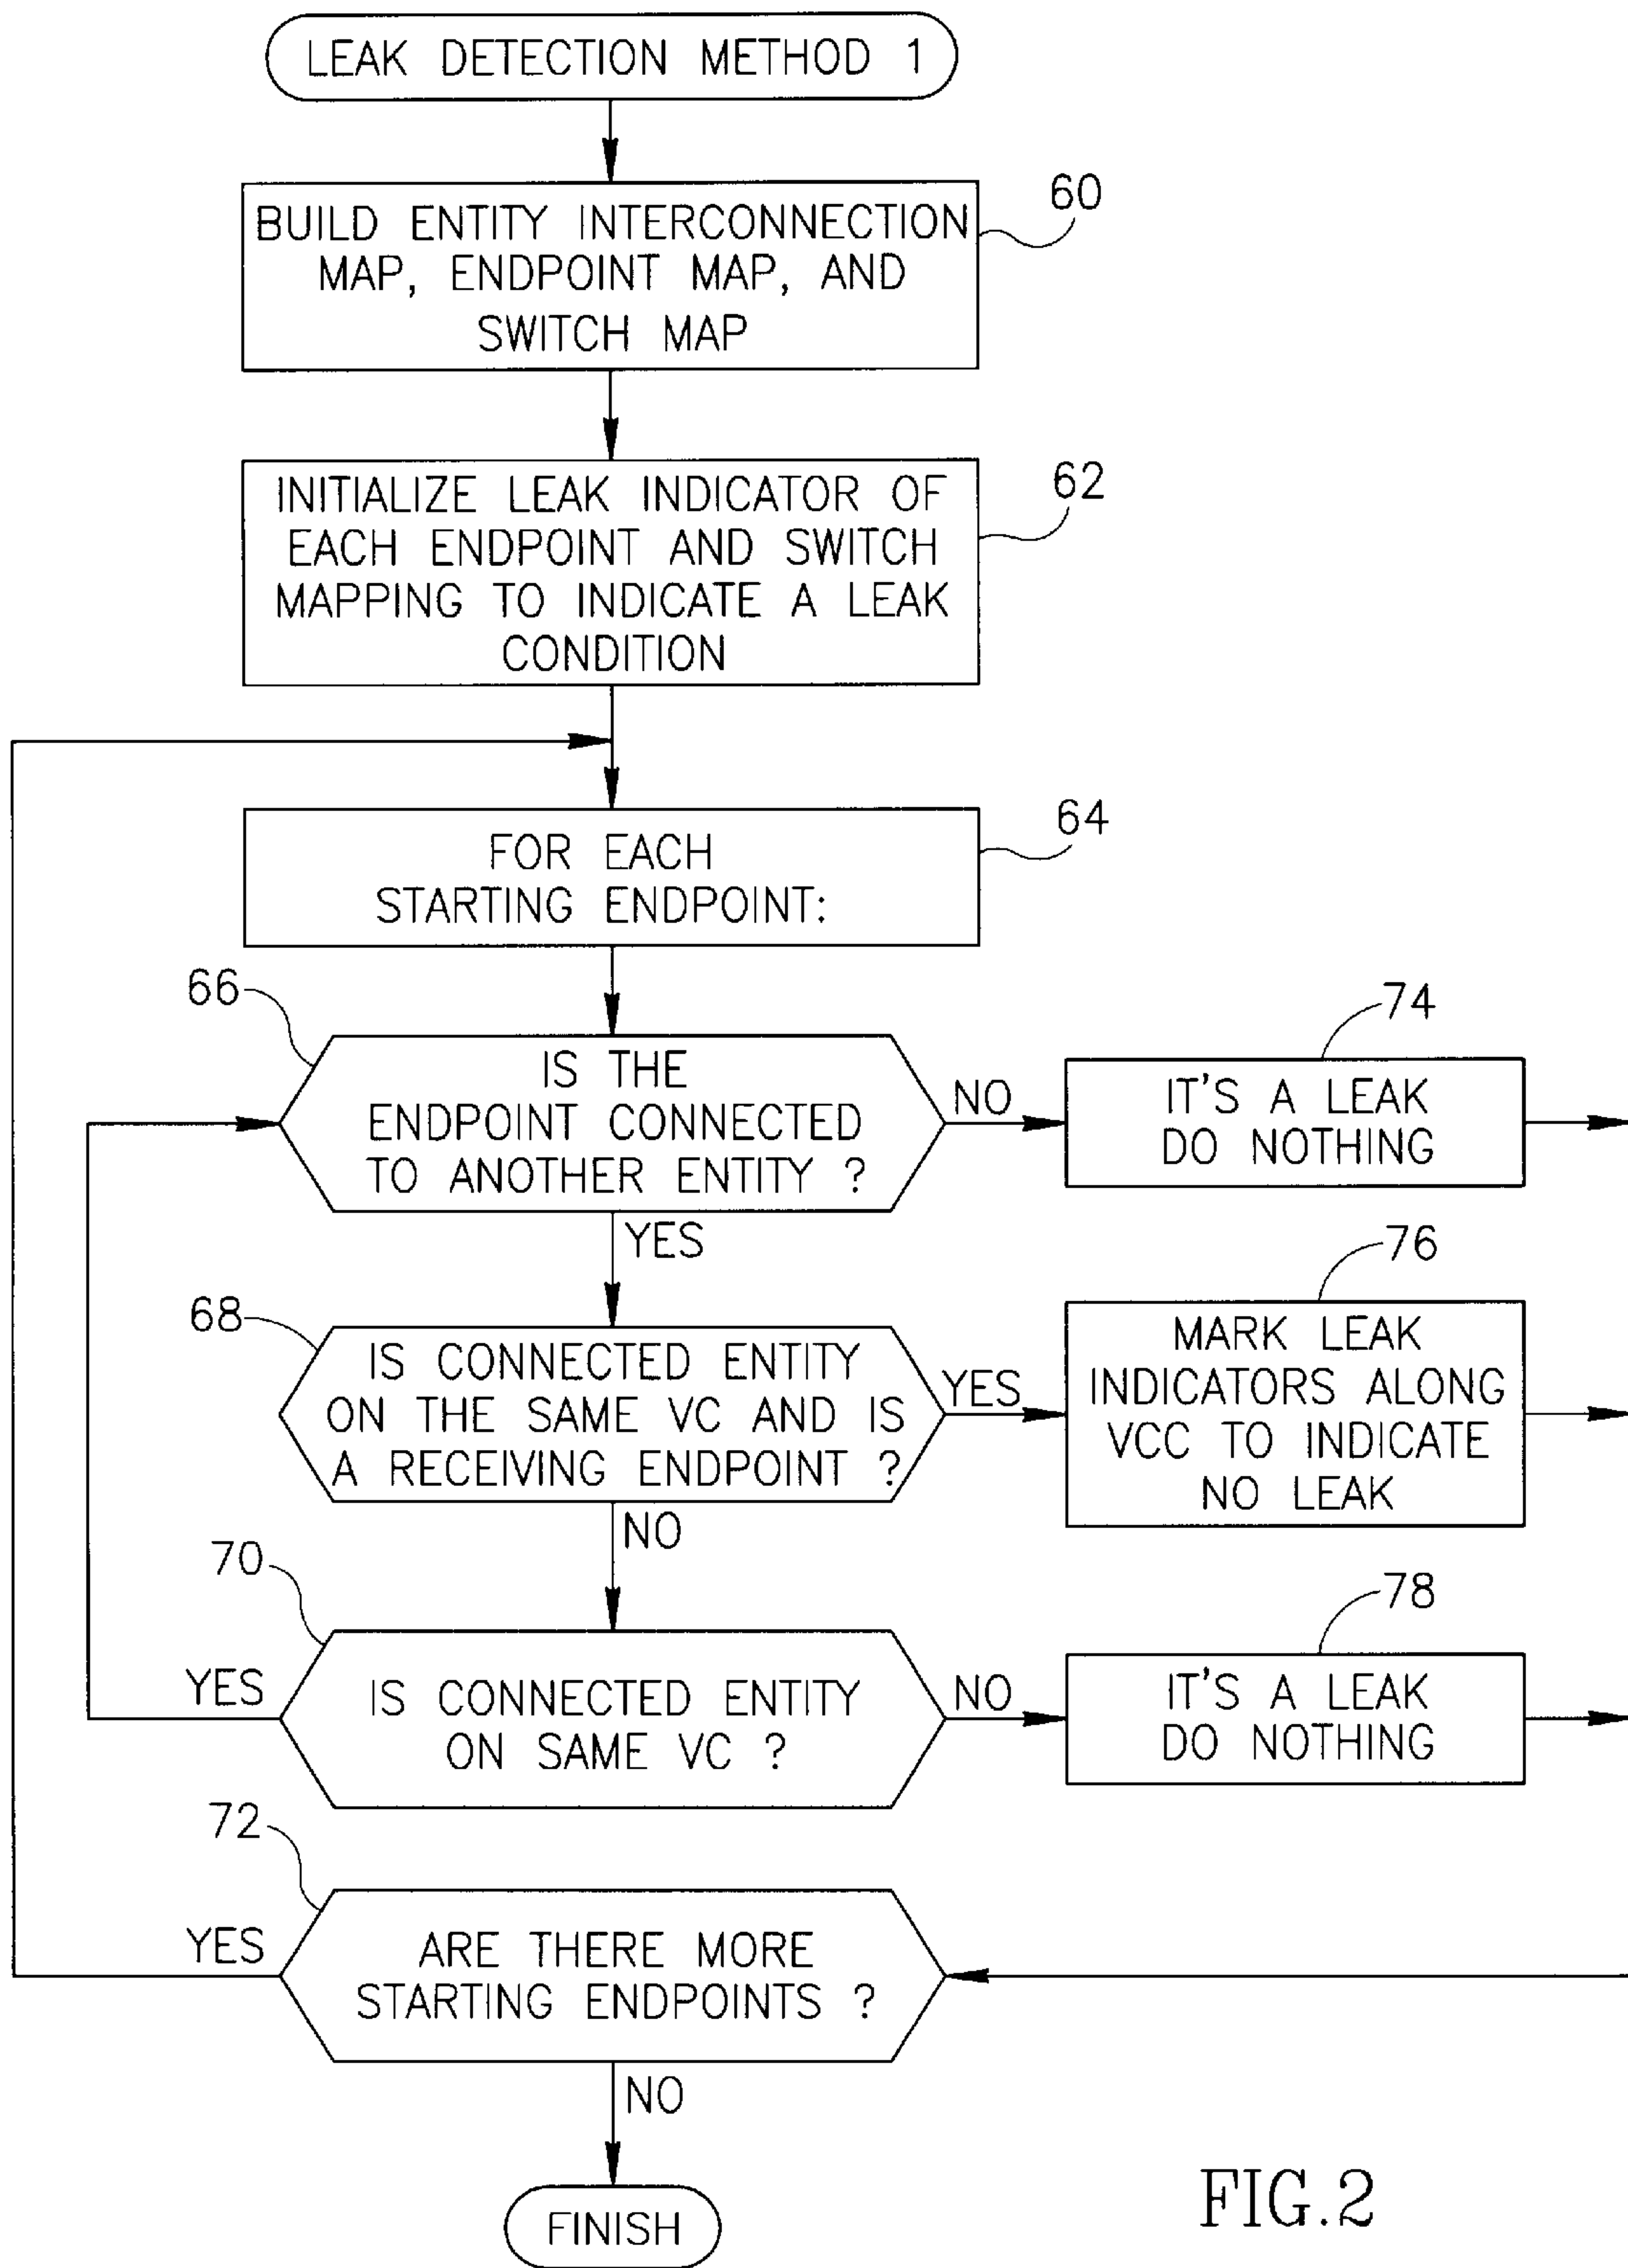 LEAK DETECTION METHOD 1
60
BUILD ENTITY INTERCONNECTION
MAP, ENDPOINT MAP, AND
SWITCH MAP
62
INITIALIZE LEAK INDICATOR OF
EACH ENDPOINT AND SWITCH
MAPPING TO INDICATE A LEAK
CONDITION
64
FOR EACH
STARTING ENDPOINT:
66
IS THE
ENDPOINT CONNECTED
TO ANOTHER ENTITY ?
NO
74
IT'S A LEAK
DO NOTHING
YES
68
IS CONNECTED ENTITY
ON THE SAME VC AND IS
A RECEIVING ENDPOINT ?
YES
76
MARK LEAK
INDICATORS ALONG
VCC TO INDICATE
NO LEAK
NO
70
YES
IS CONNECTED ENTITY
ON SAME VC ?
NO
78
IT'S A LEAK
DO NOTHING
72
YES
ARE THERE MORE
STARTING ENDPOINTS ?
NO
FINISH
FIG.2